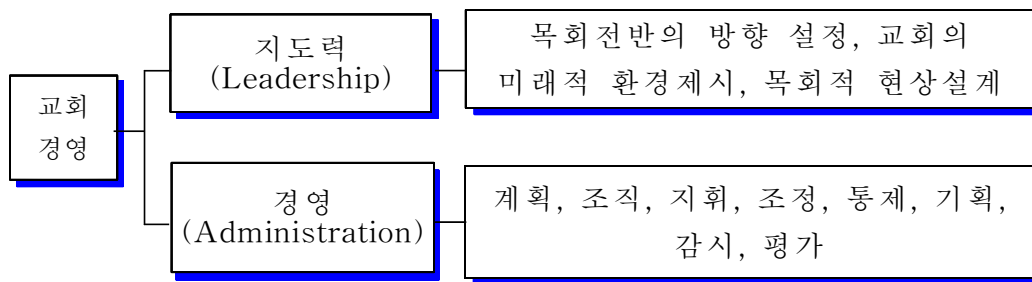 교회
경영
지도력
(Leadership)
목회전반의 방향 설정, 교회의
미래적 환경제시, 목회적 현상설계
경영
(Administration)
계획, 조직, 지휘, 조정, 통제, 기획,
감시, 평가